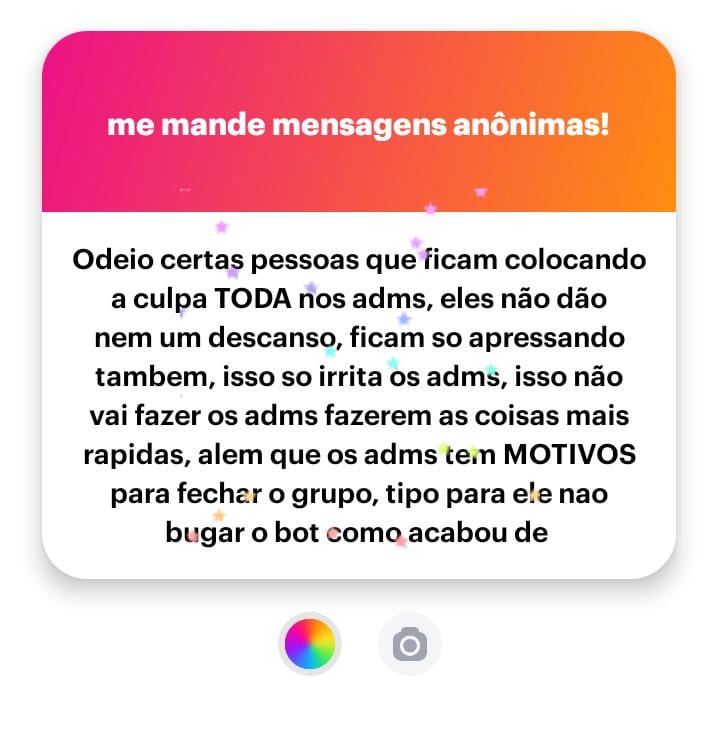 me mande mensagens anônimas!
Odeio certas pessoas que ficam colocando
a culpa TODA nos adms, eles não dão
nem um descanso, ficam so apressando
tambem, isso so irrita os adms, isso não
vai fazer os adms fazerem as coisas mais
rapidas, alem que os adms tem MOTIVOS
para fechar o grupo, tipo para ele nao
bugar o bot como acabou de